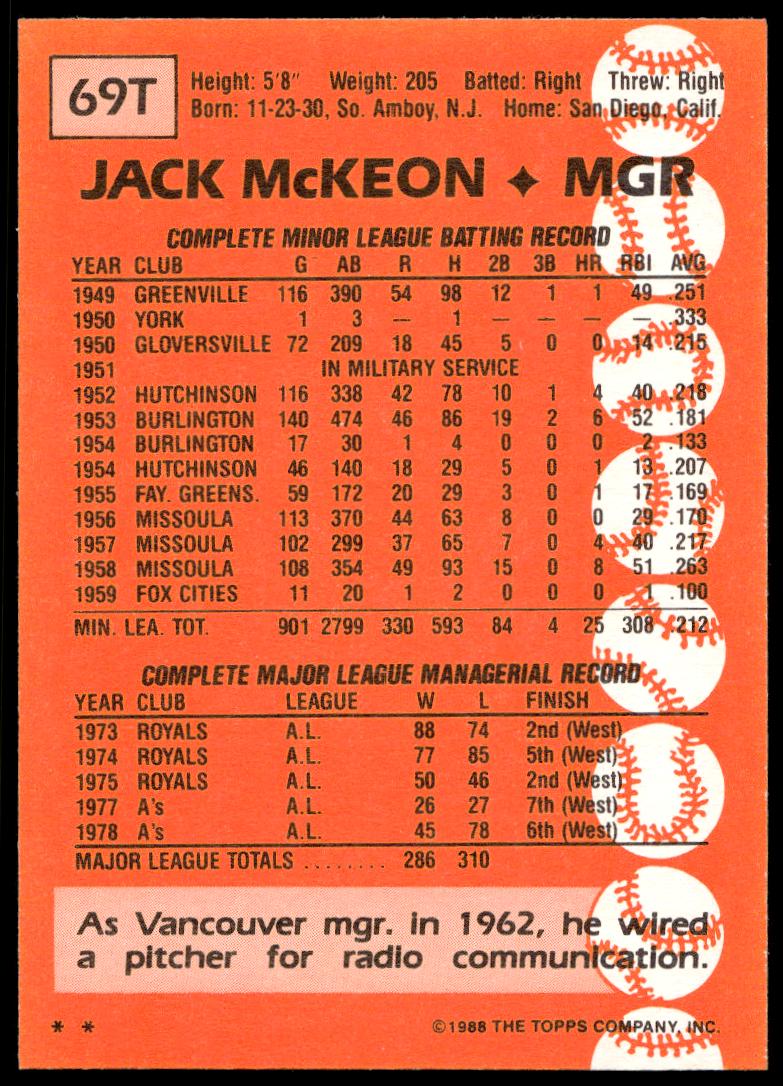 69T
Height: 5'8" Weight: 205 Batted: Right Threw: Right
Born: 11-23-30, So. Amboy, N.J. Home: San Diego, Calif.
JACK McKEON ✦ MGR
COMPLETE MINOR LEAGUE BATTING RECORD
YEAR CLUB G AB R H 2B 3B HR RBI AVG
1949 GREENVILLE 116 390 54 98 12 1 1 49 .251
1950 YORK 1 3 — 1 — — — — .333
1950 GLOVERSVILLE 72 209 18 45 5 0 0 14 .215
1951 IN MILITARY SERVICE
1952 HUTCHINSON 116 338 42 78 10 1 4 40 .218
1953 BURLINGTON 140 474 46 86 19 2 6 52 .181
1954 BURLINGTON 17 30 1 4 0 0 0 2 .133
1954 HUTCHINSON 46 140 18 29 5 0 1 13 .207
1955 FAY. GREENS. 59 172 20 29 3 0 1 17 .169
1956 MISSOULA 113 370 44 63 8 0 0 29 .170
1957 MISSOULA 102 299 37 65 7 0 4 40 .217
1958 MISSOULA 108 354 49 93 15 0 8 51 .263
1959 FOX CITIES 11 20 1 2 0 0 0 1 .100
MIN. LEA. TOT. 901 2799 330 593 84 4 25 308 .212
COMPLETE MAJOR LEAGUE MANAGERIAL RECORD
YEAR CLUB LEAGUE W L FINISH
1973 ROYALS A.L. 88 74 2nd (West)
1974 ROYALS A.L. 77 85 5th (West)
1975 ROYALS A.L. 50 46 2nd (West)
1977 A's A.L. 26 27 7th (West)
1978 A's A.L. 45 78 6th (West)
MAJOR LEAGUE TOTALS ........ 286 310
As Vancouver mgr. in 1962, he wired
a pitcher for radio communication.
* * ©1988 THE TOPPS COMPANY, INC.